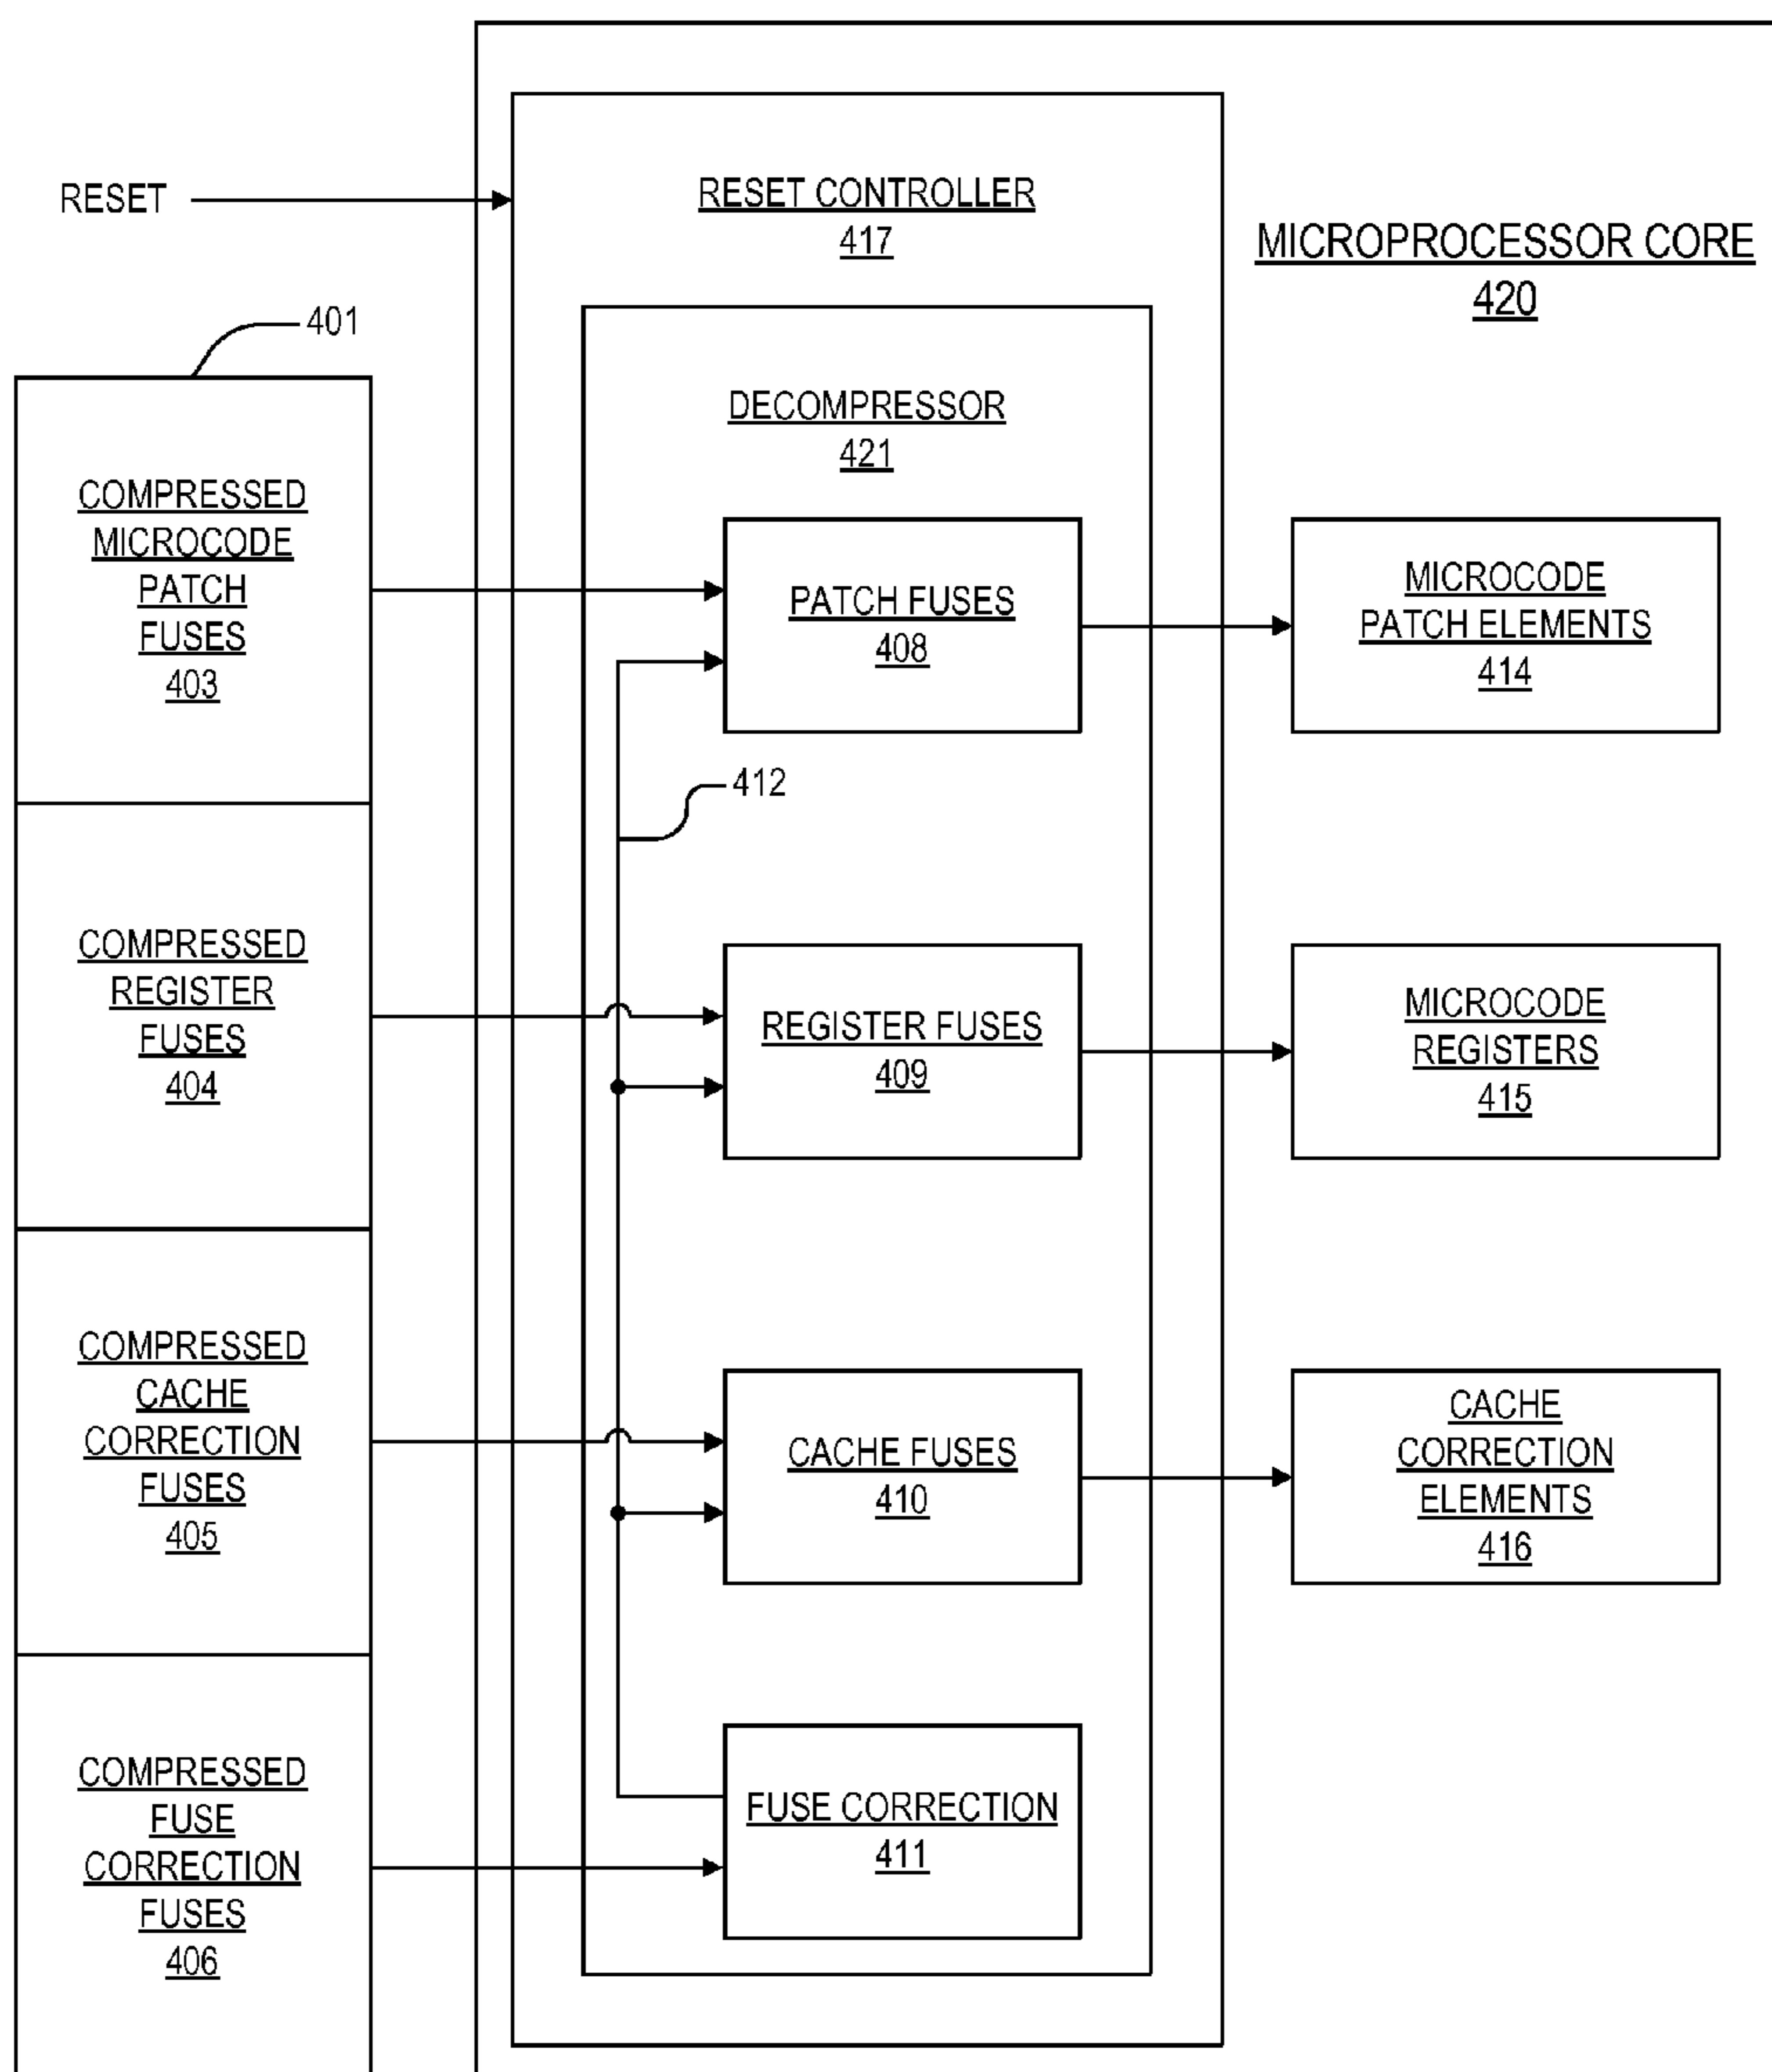 RESET
RESET CONTROLLER
417
MICROPROCESSOR CORE
420
401
DECOMPRESSOR
421
COMPRESSED
MICROCODE
PATCH
FUSES
403
PATCH FUSES
408
MICROCODE
PATCH ELEMENTS
414
412
COMPRESSED
REGISTER
FUSES
404
REGISTER FUSES
409
MICROCODE
REGISTERS
415
COMPRESSED
CACHE
CORRECTION
FUSES
405
CACHE FUSES
410
CACHE
CORRECTION
ELEMENTS
416
COMPRESSED
FUSE
CORRECTION
FUSES
406
FUSE CORRECTION
411